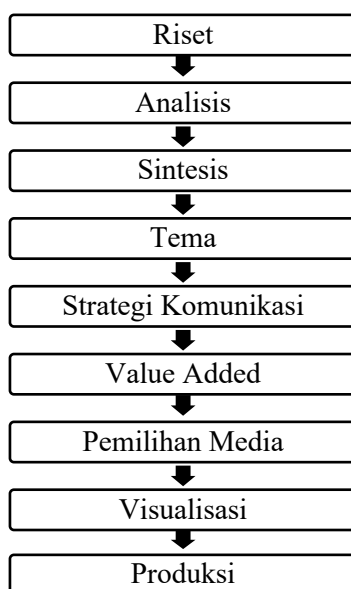 Riset
Analisis
Sintesis
Tema
Strategi Komunikasi
Value Added
Pemilihan Media
Visualisasi
Produksi